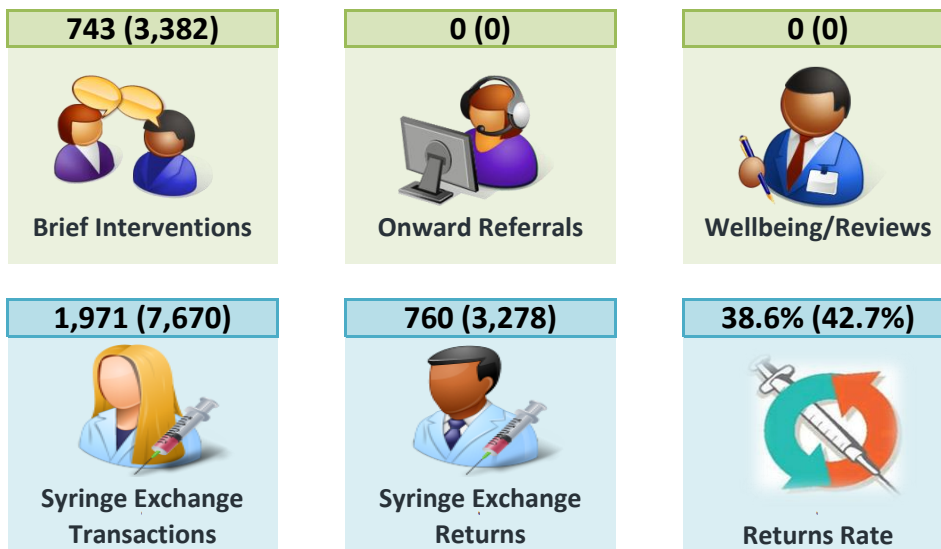 743 (3,382)
0 (0)
0 (0)
Brief Interventions
Onward Referrals
Wellbeing/Reviews
1,971 (7,670)
760 (3,278)
38.6% (42.7%)
Syringe Exchange
Transactions
Syringe Exchange
Returns
Returns Rate